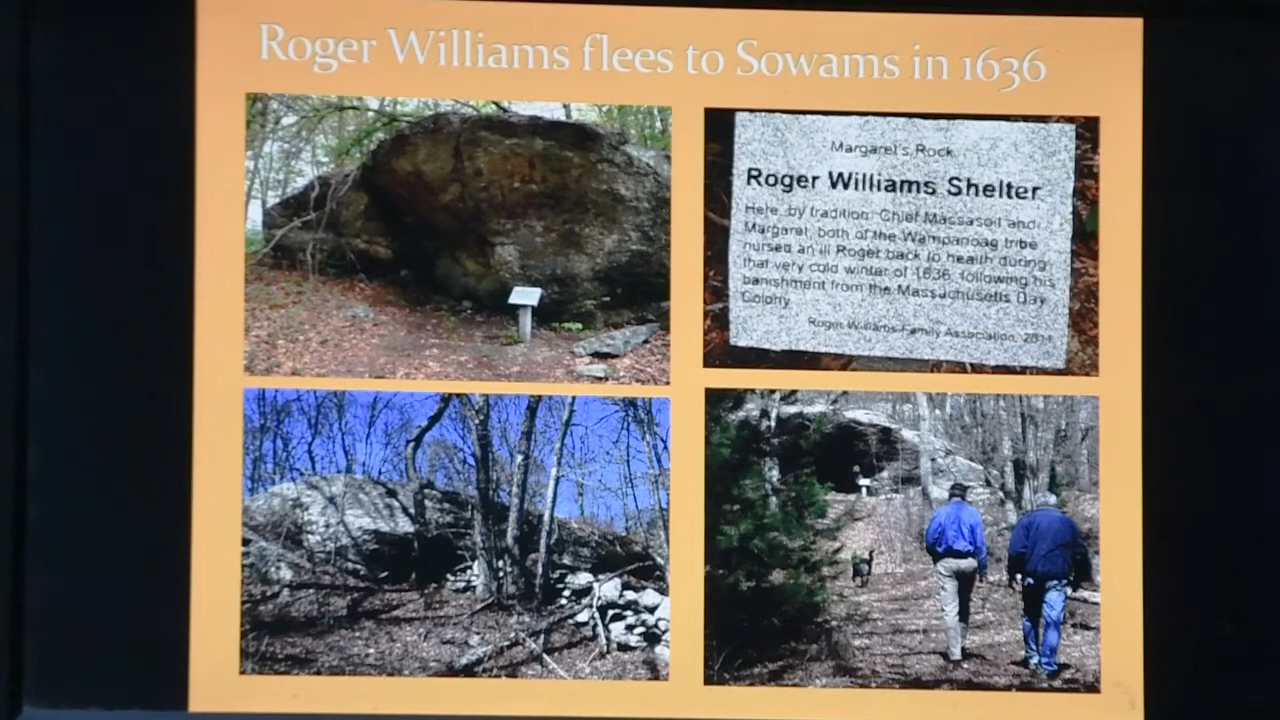 Roger Williams flees to Sowams in 1636
Margaret's Rock
Roger Williams Shelter
Here, by tradition, Chief Massasoit and
Margaret, both of the Wampanoag tribe
nursed an ill Roger back to health during
that very cold winter of 1636, following his
banishment from the Massachusetts Bay
Colony.
Roger Williams Family Association, 2011